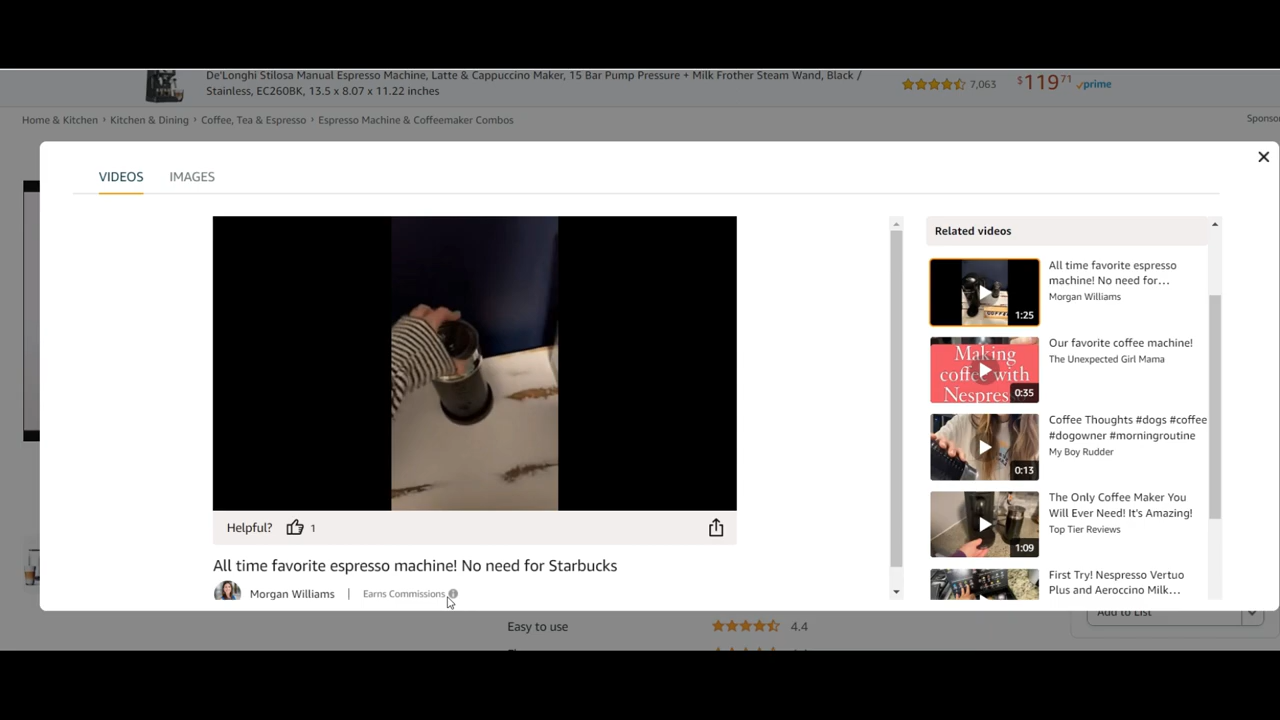 De'Longhi Stilosa Manual Espresso Machine, Latte & Cappuccino Maker, 15 Bar Pump Pressure + Milk Frother Steam Wand, Black /
Stainless, EC260BK, 13.5 x 8.07 x 11.22 inches
7,063
$119.71
prime
Home & Kitchen › Kitchen & Dining › Coffee, Tea & Espresso › Espresso Machine & Coffeemaker Combos
Sponso
VIDEOS
IMAGES
Related videos
All time favorite espresso
machine! No need for…
Morgan Williams
1:25
Our favorite coffee machine!
The Unexpected Girl Mama
Making
coffee with
Nespres
0:35
Coffee Thoughts #dogs #coffee
#dogowner #morningroutine
My Boy Rudder
0:13
The Only Coffee Maker You
Will Ever Need! It's Amazing!
Top Tier Reviews
1:09
First Try! Nespresso Vertuo
Plus and Aeroccino Milk…
Helpful? 1
All time favorite espresso machine! No need for Starbucks
Morgan Williams | Earns Commissions
Add to List
Easy to use 4.4